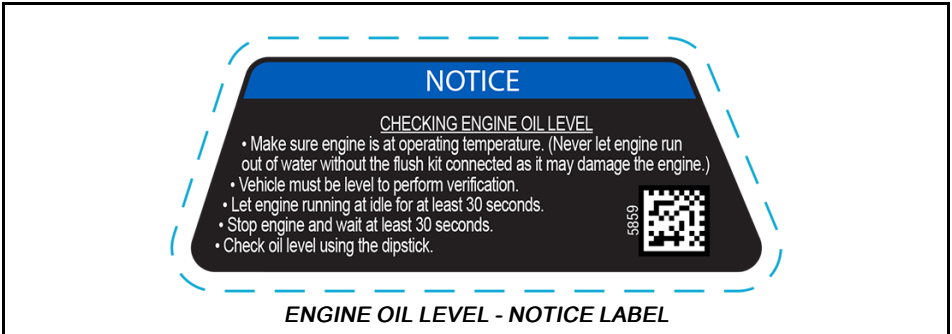 NOTICE
CHECKING ENGINE OIL LEVEL
• Make sure engine is at operating temperature. (Never let engine run
out of water without the flush kit connected as it may damage the engine.)
• Vehicle must be level to perform verification.
• Let engine running at idle for at least 30 seconds.
• Stop engine and wait at least 30 seconds.
• Check oil level using the dipstick.
5859
ENGINE OIL LEVEL - NOTICE LABEL